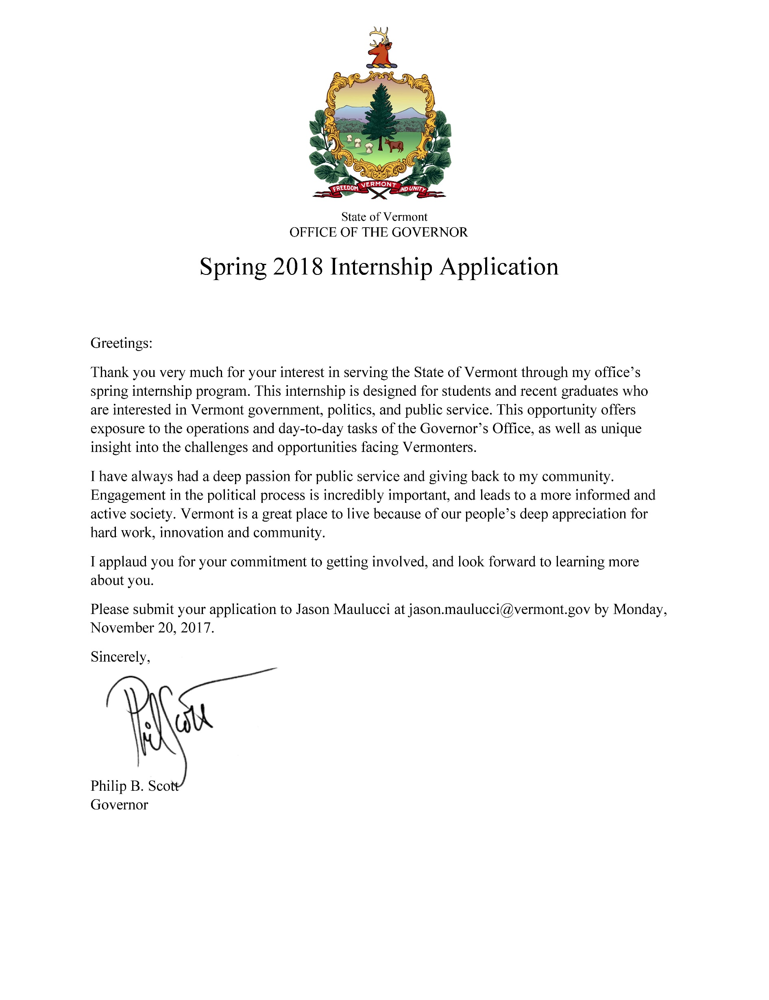 FREEDOM VERMONT AND UNITY
State of Vermont
OFFICE OF THE GOVERNOR
Spring 2018 Internship Application
Greetings:
Thank you very much for your interest in serving the State of Vermont through my office’s
spring internship program. This internship is designed for students and recent graduates who
are interested in Vermont government, politics, and public service. This opportunity offers
exposure to the operations and day-to-day tasks of the Governor’s Office, as well as unique
insight into the challenges and opportunities facing Vermonters.
I have always had a deep passion for public service and giving back to my community.
Engagement in the political process is incredibly important, and leads to a more informed and
active society. Vermont is a great place to live because of our people’s deep appreciation for
hard work, innovation and community.
I applaud you for your commitment to getting involved, and look forward to learning more
about you.
Please submit your application to Jason Maulucci at jason.maulucci@vermont.gov by Monday,
November 20, 2017.
Sincerely,
Phil Scott
Philip B. Scott
Governor